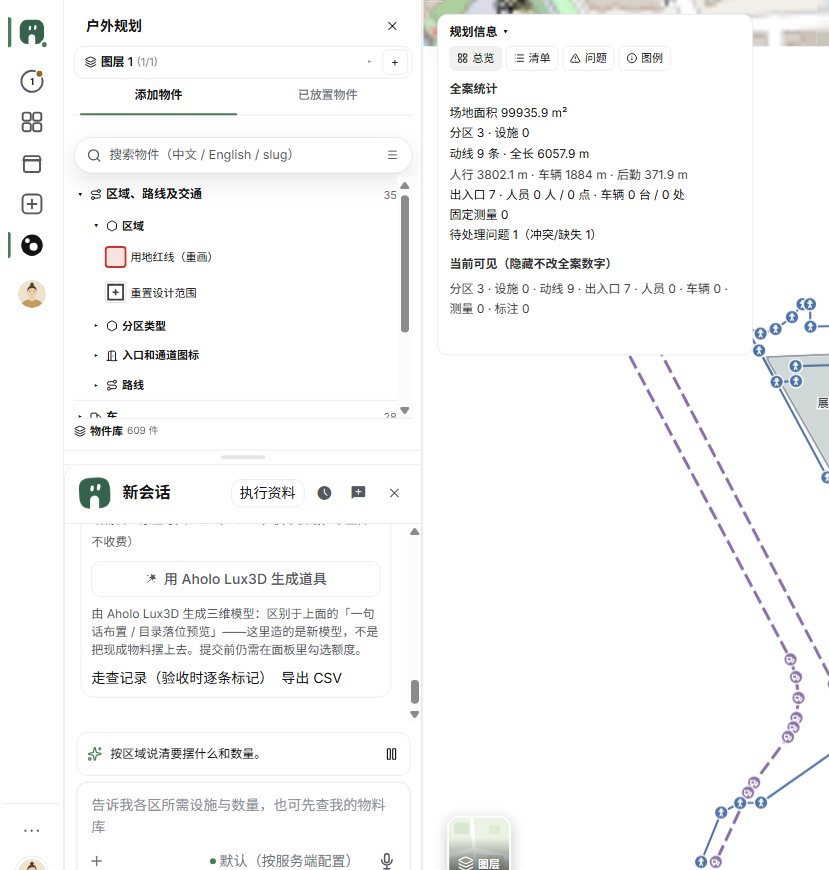 户外规划
图层 1 (1/1)
+
添加物件
已放置物件
搜索物件（中文 / English / slug）
区域、路线及交通 35
区域
用地红线（重画）
重置设计范围
分区类型
入口和通道图标
路线
车 28
物件库 609 件
新会话
执行资料
不收费）
用 Aholo Lux3D 生成道具
由 Aholo Lux3D 生成三维模型：区别于上面的「一句
话布置 / 目录落位预览」——这里造的是新模型，不是
把现成物料摆上去。提交前仍需在面板里勾选额度。
走查记录（验收时逐条标记） 导出 CSV
按区域说清要摆什么和数量。
告诉我各区所需设施与数量，也可先查我的物料
库
默认（按服务端配置）
1
规划信息
总览
清单
问题
图例
全案统计
场地面积 99935.9 m²
分区 3 · 设施 0
动线 9 条 · 全长 6057.9 m
人行 3802.1 m · 车辆 1884 m · 后勤 371.9 m
出入口 7 · 人员 0 人 / 0 点 · 车辆 0 台 / 0 处
固定测量 0
待处理问题 1（冲突/缺失 1）
当前可见（隐藏不改全案数字）
分区 3 · 设施 0 · 动线 9 · 出入口 7 · 人员 0 · 车辆 0 ·
测量 0 · 标注 0
展
图层